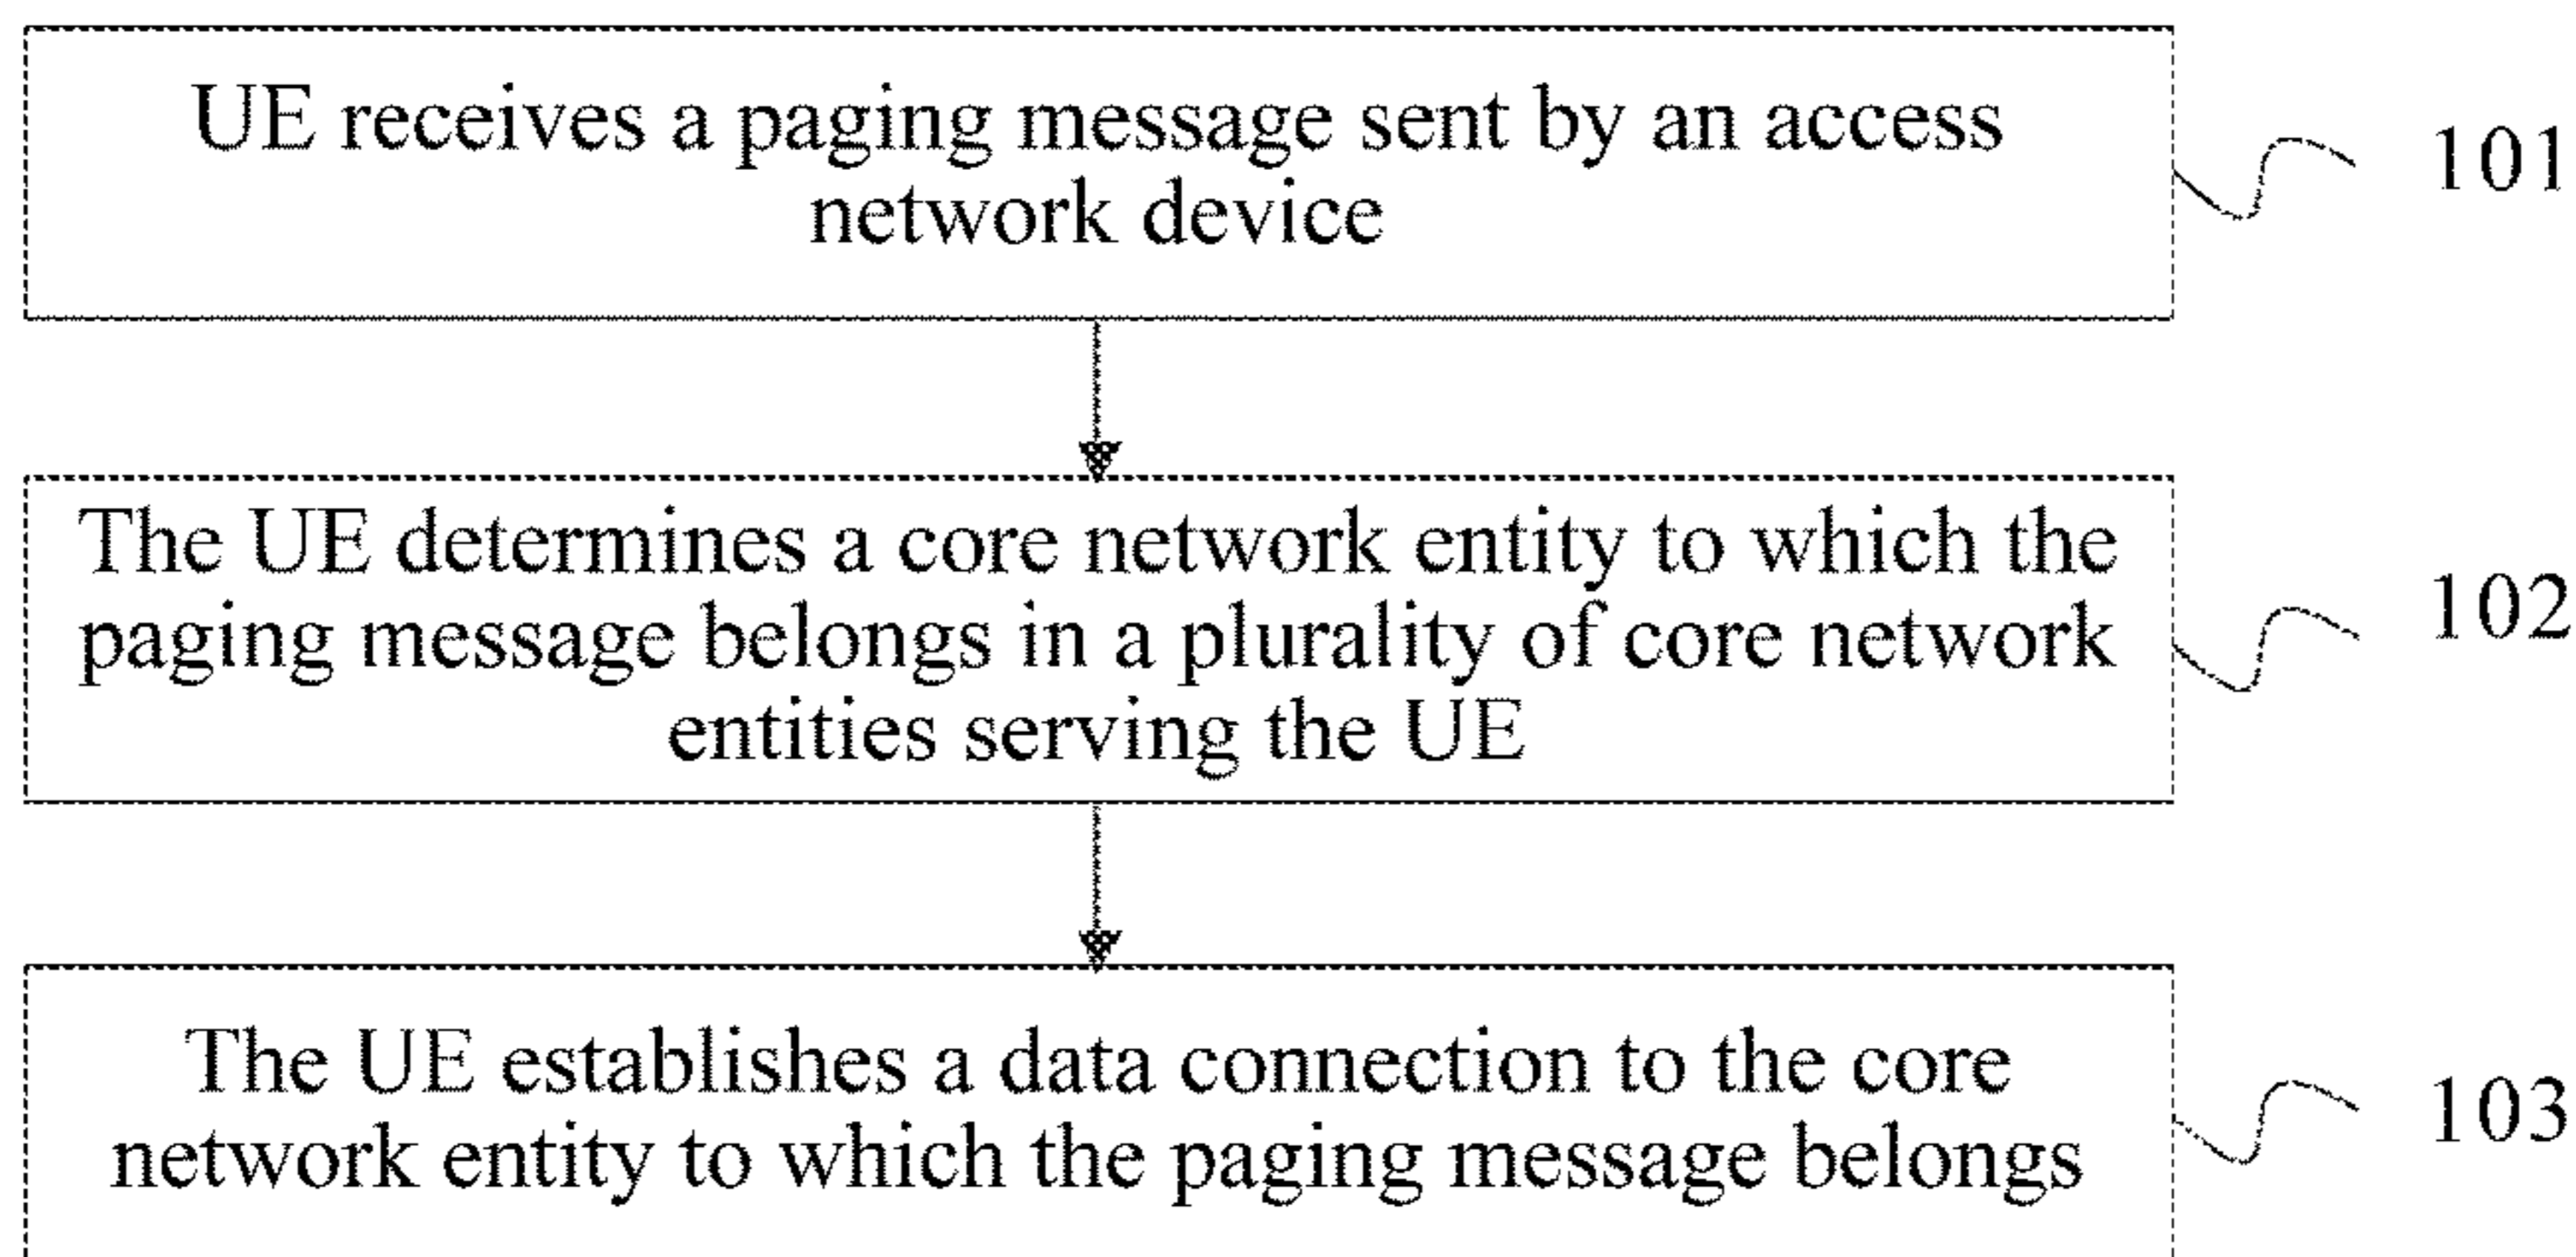 UE receives a paging message sent by an access
network device
101
The UE determines a core network entity to which the
paging message belongs in a plurality of core network
entities serving the UE
102
The UE establishes a data connection to the core
network entity to which the paging message belongs
103